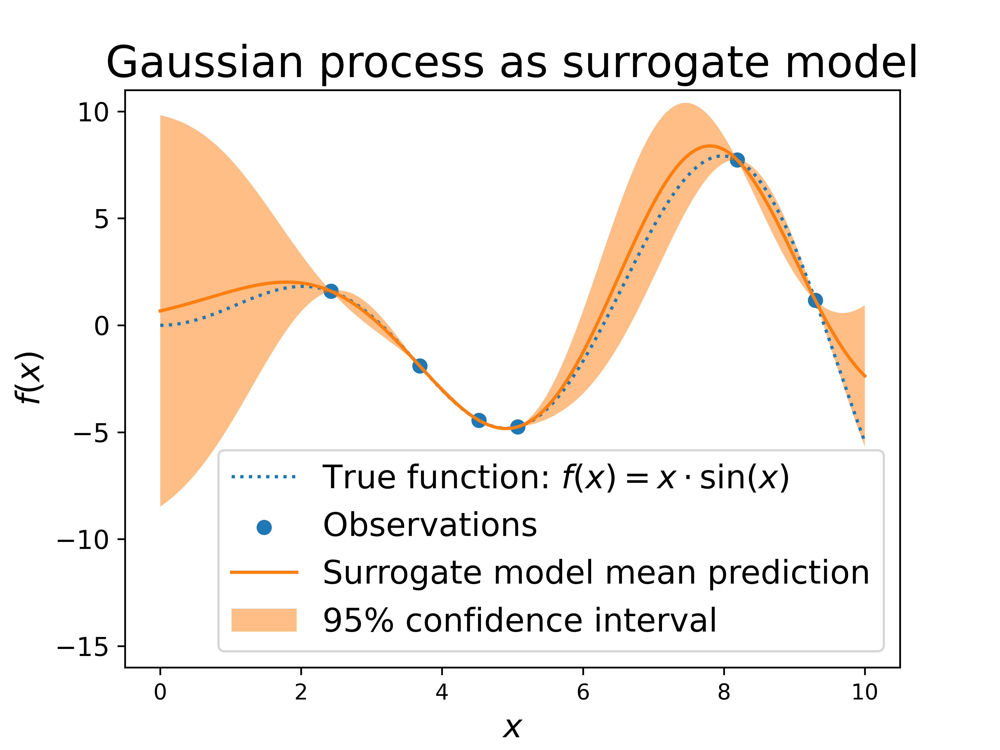 Gaussian process as surrogate model
10
5
0
−5
−10
−15
f(x)
True function: f(x) = x · sin(x)
Observations
Surrogate model mean prediction
95% confidence interval
0 2 4 6 8 10
x